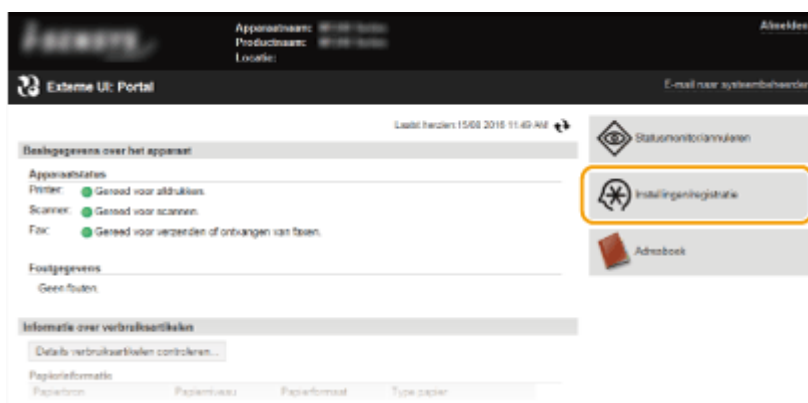 Apparaatnaam:
Productnaam:
Locatie:
Afmelden
Externe UI: Portal
E-mail naar systeembeheerder
Laatst herzien: 15/08 2016 11:49 AM
Basisgegevens over het apparaat
Apparaatstatus
Printer: Gereed voor afdrukken.
Scanner: Gereed voor scannen.
Fax: Gereed voor verzenden of ontvangen van faxen.
Foutgegevens
Geen fouten.
Informatie over verbruiksartikelen
Details verbruiksartikelen controleren...
Papierinformatie
Papierbron Papierniveau Papierformaat Type papier
Statusmonitor/annuleren
Instellingen/registratie
Adresboek